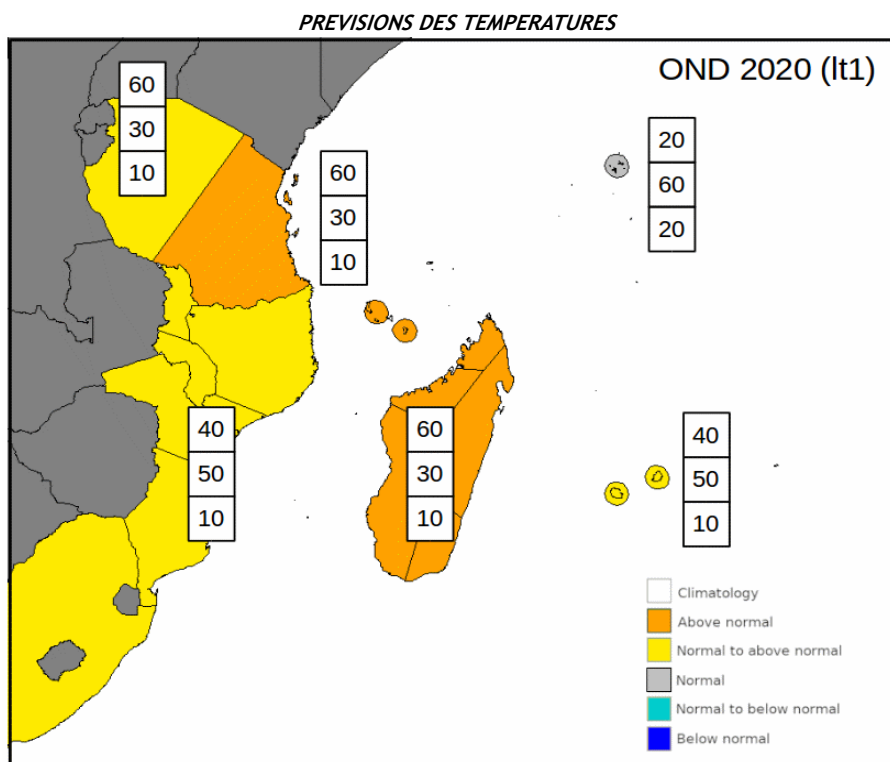 PREVISIONS DES TEMPERATURES
OND 2020 (lt1)
60
30
10
60
30
10
20
60
20
40
50
10
60
30
10
40
50
10
Climatology
Above normal
Normal to above normal
Normal
Normal to below normal
Below normal